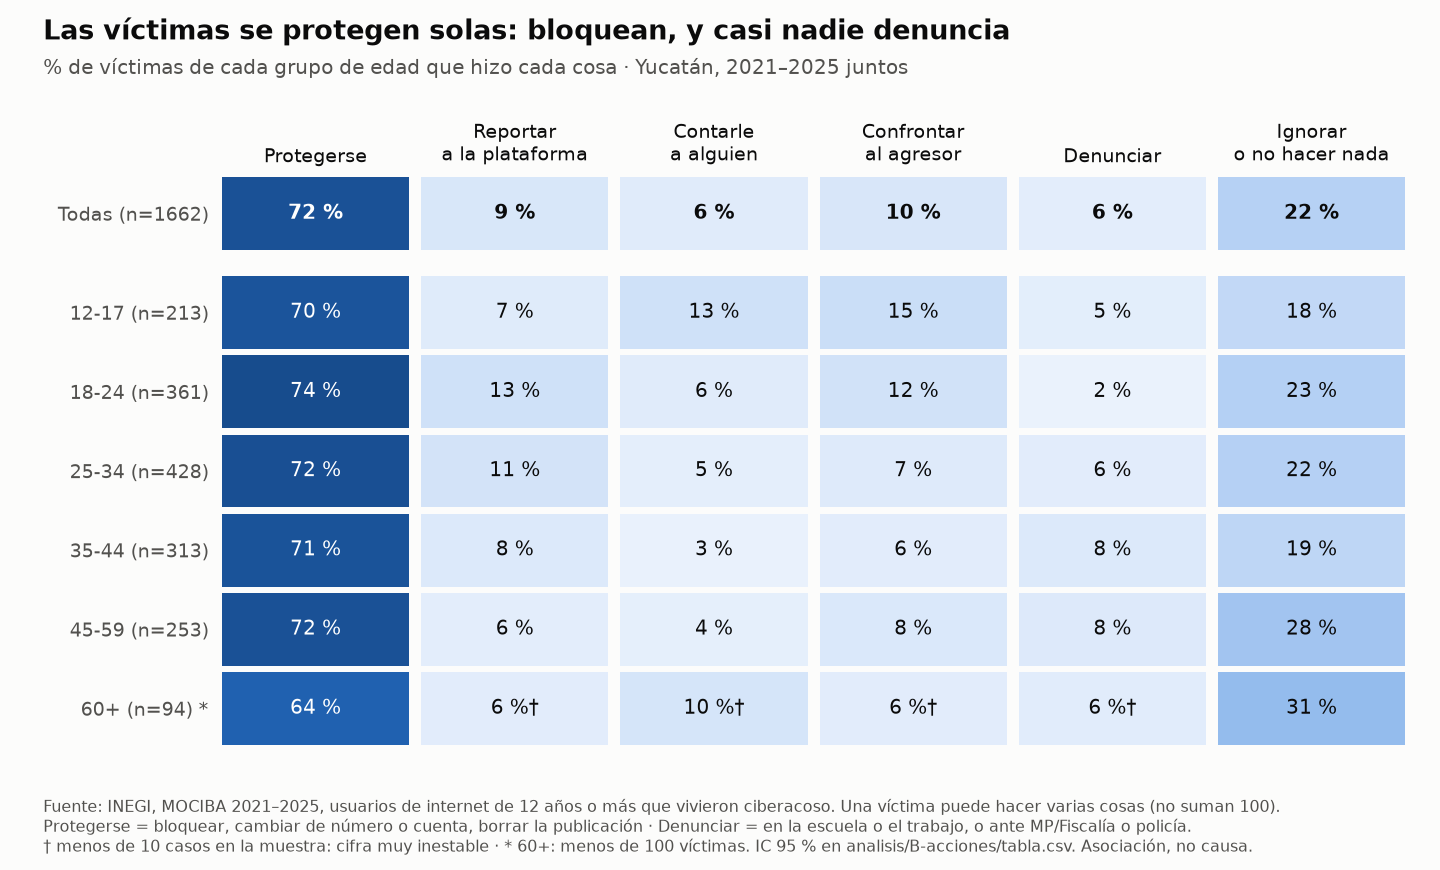 Las víctimas se protegen solas: bloquean, y casi nadie denuncia
% de víctimas de cada grupo de edad que hizo cada cosa · Yucatán, 2021–2025 juntos
Protegerse
Reportar
a la plataforma
Contarle
a alguien
Confrontar
al agresor
Denunciar
Ignorar
o no hacer nada
Todas (n=1662) 72 % 9 % 6 % 10 % 6 % 22 %
12-17 (n=213) 70 % 7 % 13 % 15 % 5 % 18 %
18-24 (n=361) 74 % 13 % 6 % 12 % 2 % 23 %
25-34 (n=428) 72 % 11 % 5 % 7 % 6 % 22 %
35-44 (n=313) 71 % 8 % 3 % 6 % 8 % 19 %
45-59 (n=253) 72 % 6 % 4 % 8 % 8 % 28 %
60+ (n=94) * 64 % 6 %† 10 %† 6 %† 6 %† 31 %
Fuente: INEGI, MOCIBA 2021–2025, usuarios de internet de 12 años o más que vivieron ciberacoso. Una víctima puede hacer varias cosas (no suman 100).
Protegerse = bloquear, cambiar de número o cuenta, borrar la publicación · Denunciar = en la escuela o el trabajo, o ante MP/Fiscalía o policía.
† menos de 10 casos en la muestra: cifra muy inestable · * 60+: menos de 100 víctimas. IC 95 % en analisis/B-acciones/tabla.csv. Asociación, no causa.